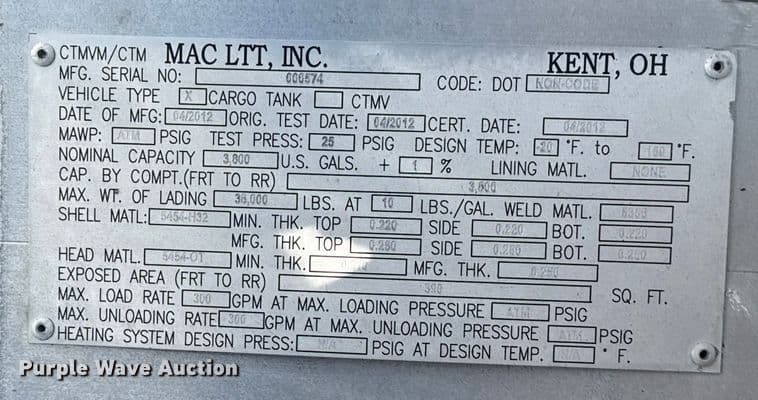 CTMVM/CTM MAC LTT, INC. KENT, OH
MFG. SERIAL NO: 000574 CODE: DOT NON-CODE
VEHICLE TYPE X CARGO TANK CTMV
DATE OF MFG: 04/2012 ORIG. TEST DATE: 04/2012 CERT. DATE: 04/2012
MAWP: ATM PSIG TEST PRESS: 25 PSIG DESIGN TEMP: -20 °F. to 150 °F.
NOMINAL CAPACITY 3,600 U.S. GALS. + 1 % LINING MATL. NONE
CAP. BY COMPT.(FRT TO RR) 3,600
MAX. WT. OF LADING 36,000 LBS. AT 10 LBS./GAL. WELD MATL.
SHELL MATL: 5454-H32 MIN. THK. TOP 0.220 SIDE 0.220 BOT. 0.220
MFG. THK. TOP 0.250 SIDE 0.250 BOT. 0.250
HEAD MATL. 5454-OT MIN. THK. MFG. THK. 0.250
EXPOSED AREA (FRT TO RR) SQ. FT.
MAX. LOAD RATE 300 GPM AT MAX. LOADING PRESSURE ATM PSIG
MAX. UNLOADING RATE 300 GPM AT MAX. UNLOADING PRESSURE ATM PSIG
HEATING SYSTEM DESIGN PRESS: N/A PSIG AT DESIGN TEMP. N/A ° F.
Purple Wave Auction